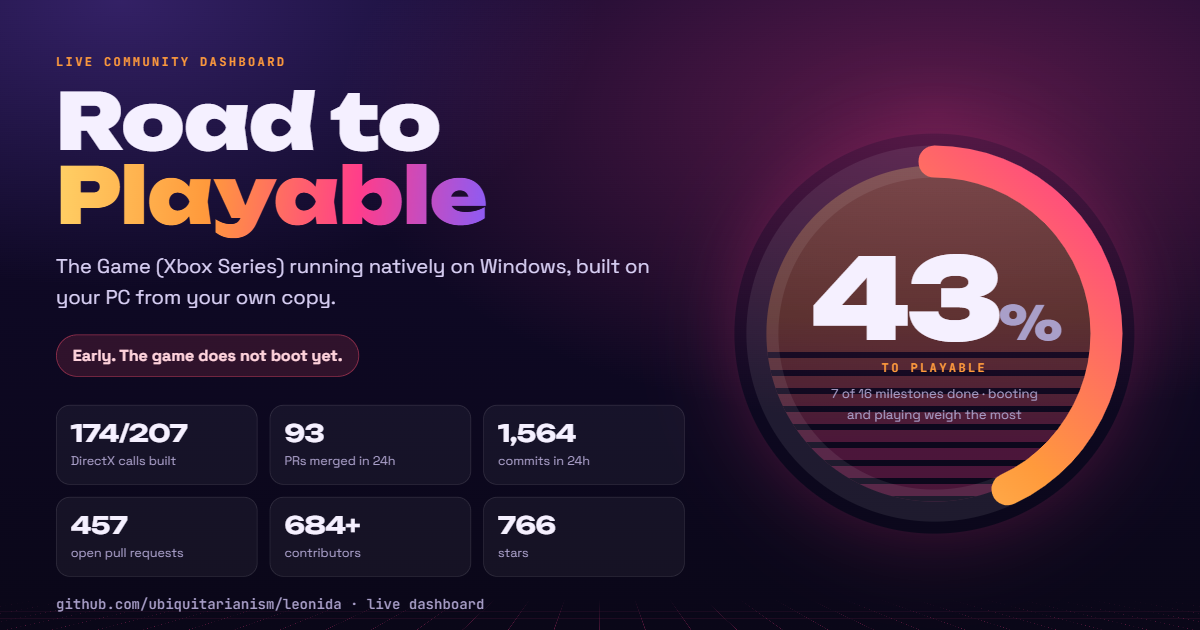 LIVE COMMUNITY DASHBOARD
Road to
Playable
The Game (Xbox Series) running natively on Windows, built on
your PC from your own copy.
Early. The game does not boot yet.
174/207
DirectX calls built
93
PRs merged in 24h
1,564
commits in 24h
457
open pull requests
684+
contributors
766
stars
github.com/ubiquitarianism/leonida · live dashboard
43%
TO PLAYABLE
7 of 16 milestones done · booting
and playing weigh the most